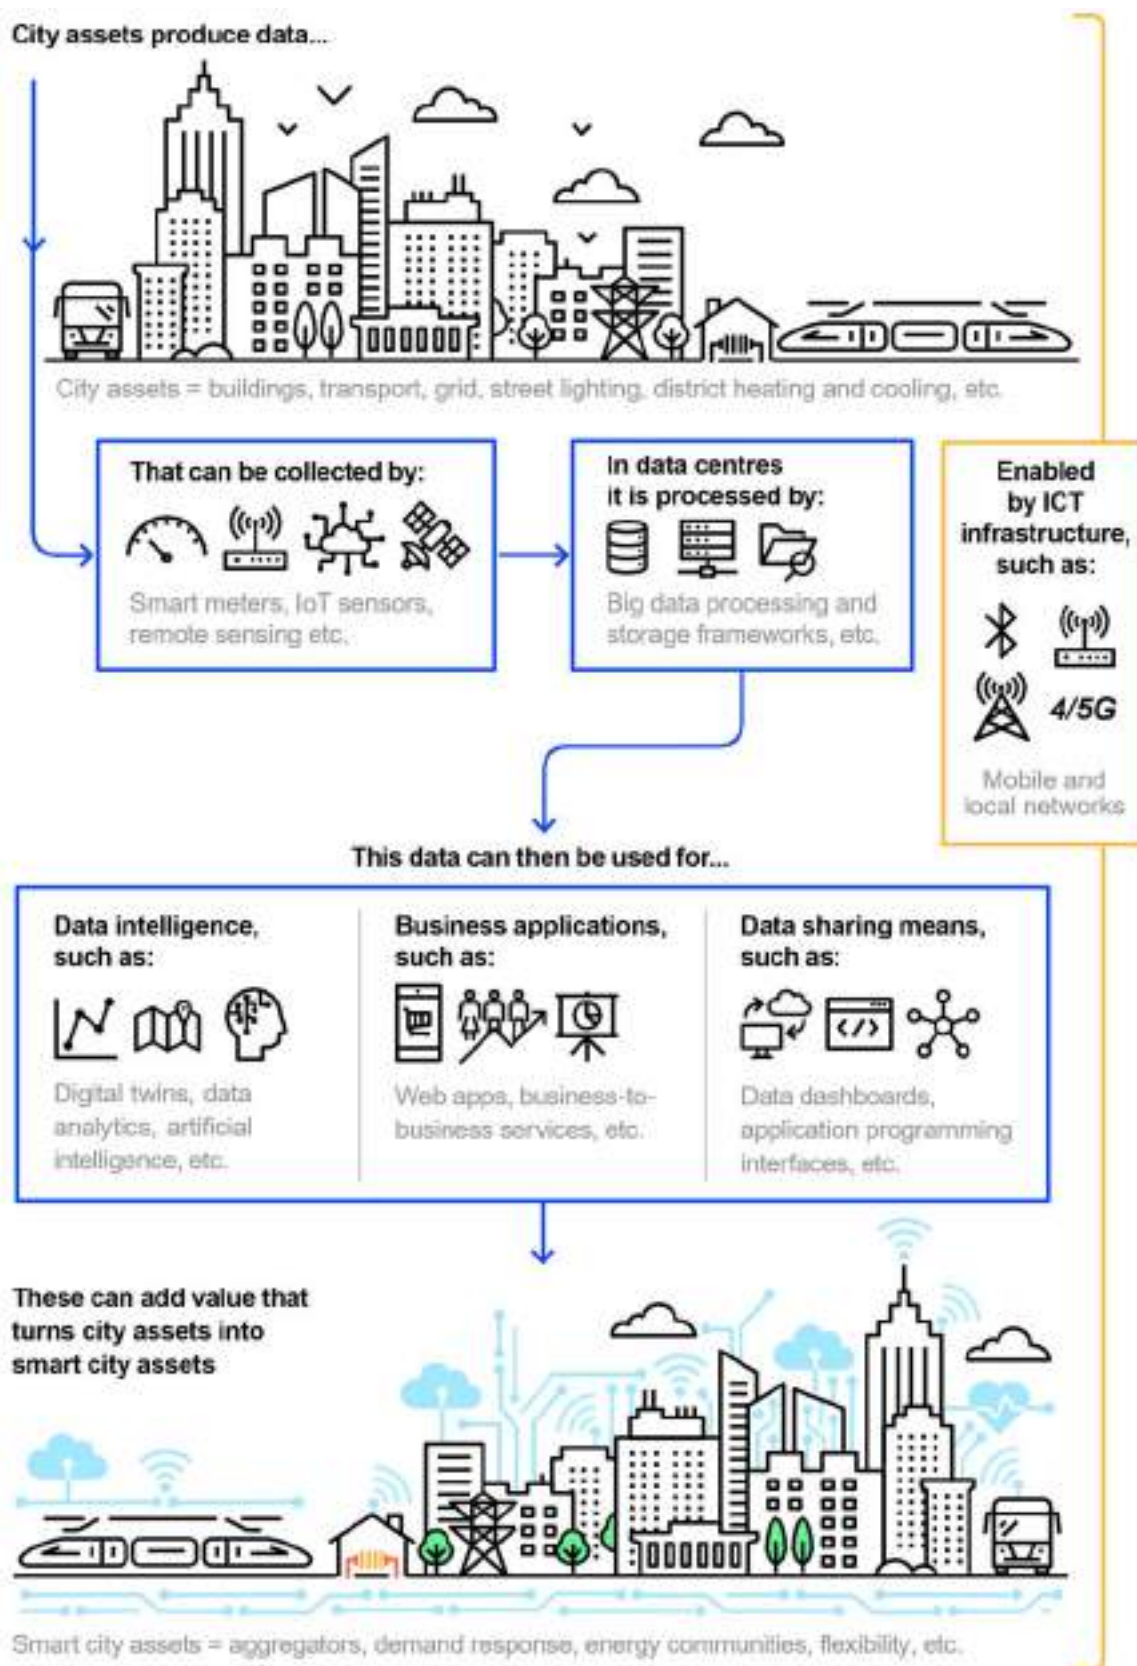 City assets produce data...
City assets = buildings, transport, grid, street lighting, district heating and cooling, etc.
That can be collected by:
Smart meters, IoT sensors,
remote sensing etc.
In data centres
it is processed by:
Big data processing and
storage frameworks, etc.
Enabled
by ICT
infrastructure,
such as:
4/5G
Mobile and
local networks
This data can then be used for...
Data intelligence,
such as:
Digital twins, data
analytics, artificial
intelligence, etc.
Business applications,
such as:
Web apps, business-to-
business services, etc.
Data sharing means,
such as:
</>
Data dashboards,
application programming
interfaces, etc.
These can add value that
turns city assets into
smart city assets
Smart city assets = aggregators, demand response, energy communities, flexibility, etc.